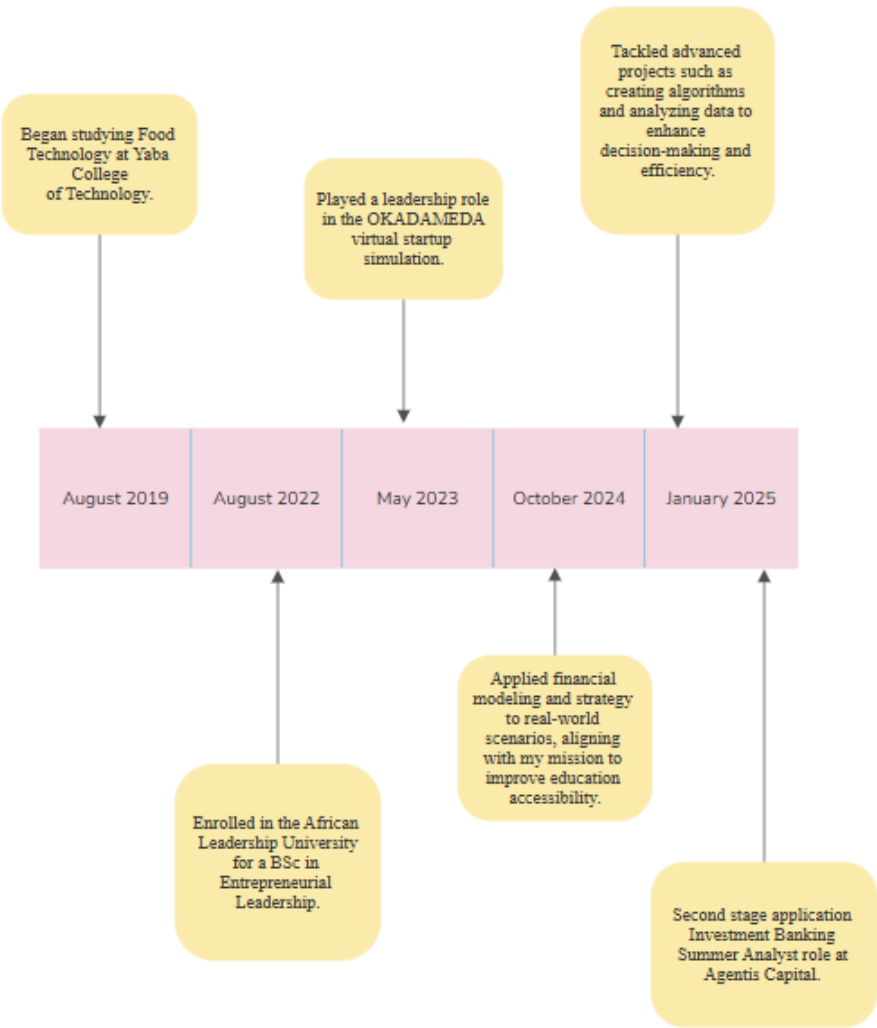 Tackled advanced
projects such as
creating algorithms
and analyzing data to
enhance
decision-making and
efficiency.
Began studying Food
Technology at Yaba
College
of Technology.
Played a leadership role
in the OKADAMEDA
virtual startup
simulation.
August 2019
August 2022
May 2023
October 2024
January 2025
Applied financial
modeling and strategy
to real-world
scenarios, aligning
with my mission to
improve education
accessibility.
Enrolled in the African
Leadership University
for a BSc in
Entrepreneurial
Leadership.
Second stage application
Investment Banking
Summer Analyst role at
Agentis Capital.